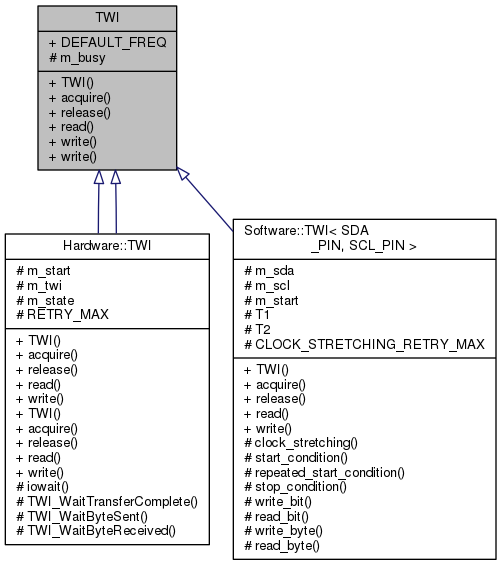 TWI
+ DEFAULT_FREQ
# m_busy
+ TWI()
+ acquire()
+ release()
+ read()
+ write()
+ write()
Hardware::TWI
# m_start
# m_twi
# m_state
# RETRY_MAX
+ TWI()
+ acquire()
+ release()
+ read()
+ write()
+ TWI()
+ acquire()
+ release()
+ read()
+ write()
# iowait()
# TWI_WaitTransferComplete()
# TWI_WaitByteSent()
# TWI_WaitByteReceived()
Software::TWI< SDA
_PIN, SCL_PIN >
# m_sda
# m_scl
# m_start
# T1
# T2
# CLOCK_STRETCHING_RETRY_MAX
+ TWI()
+ acquire()
+ release()
+ read()
+ write()
# clock_stretching()
# start_condition()
# repeated_start_condition()
# stop_condition()
# write_bit()
# read_bit()
# write_byte()
# read_byte()